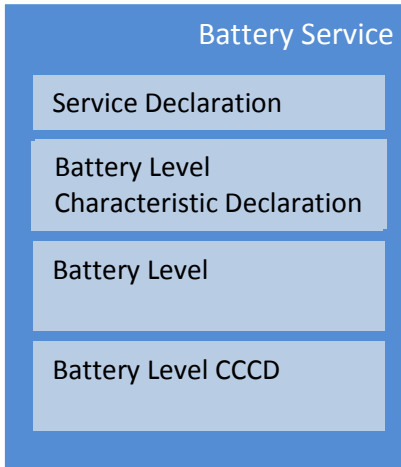 Battery Service
Service Declaration
Battery Level
Characteristic Declaration
Battery Level
Battery Level CCCD